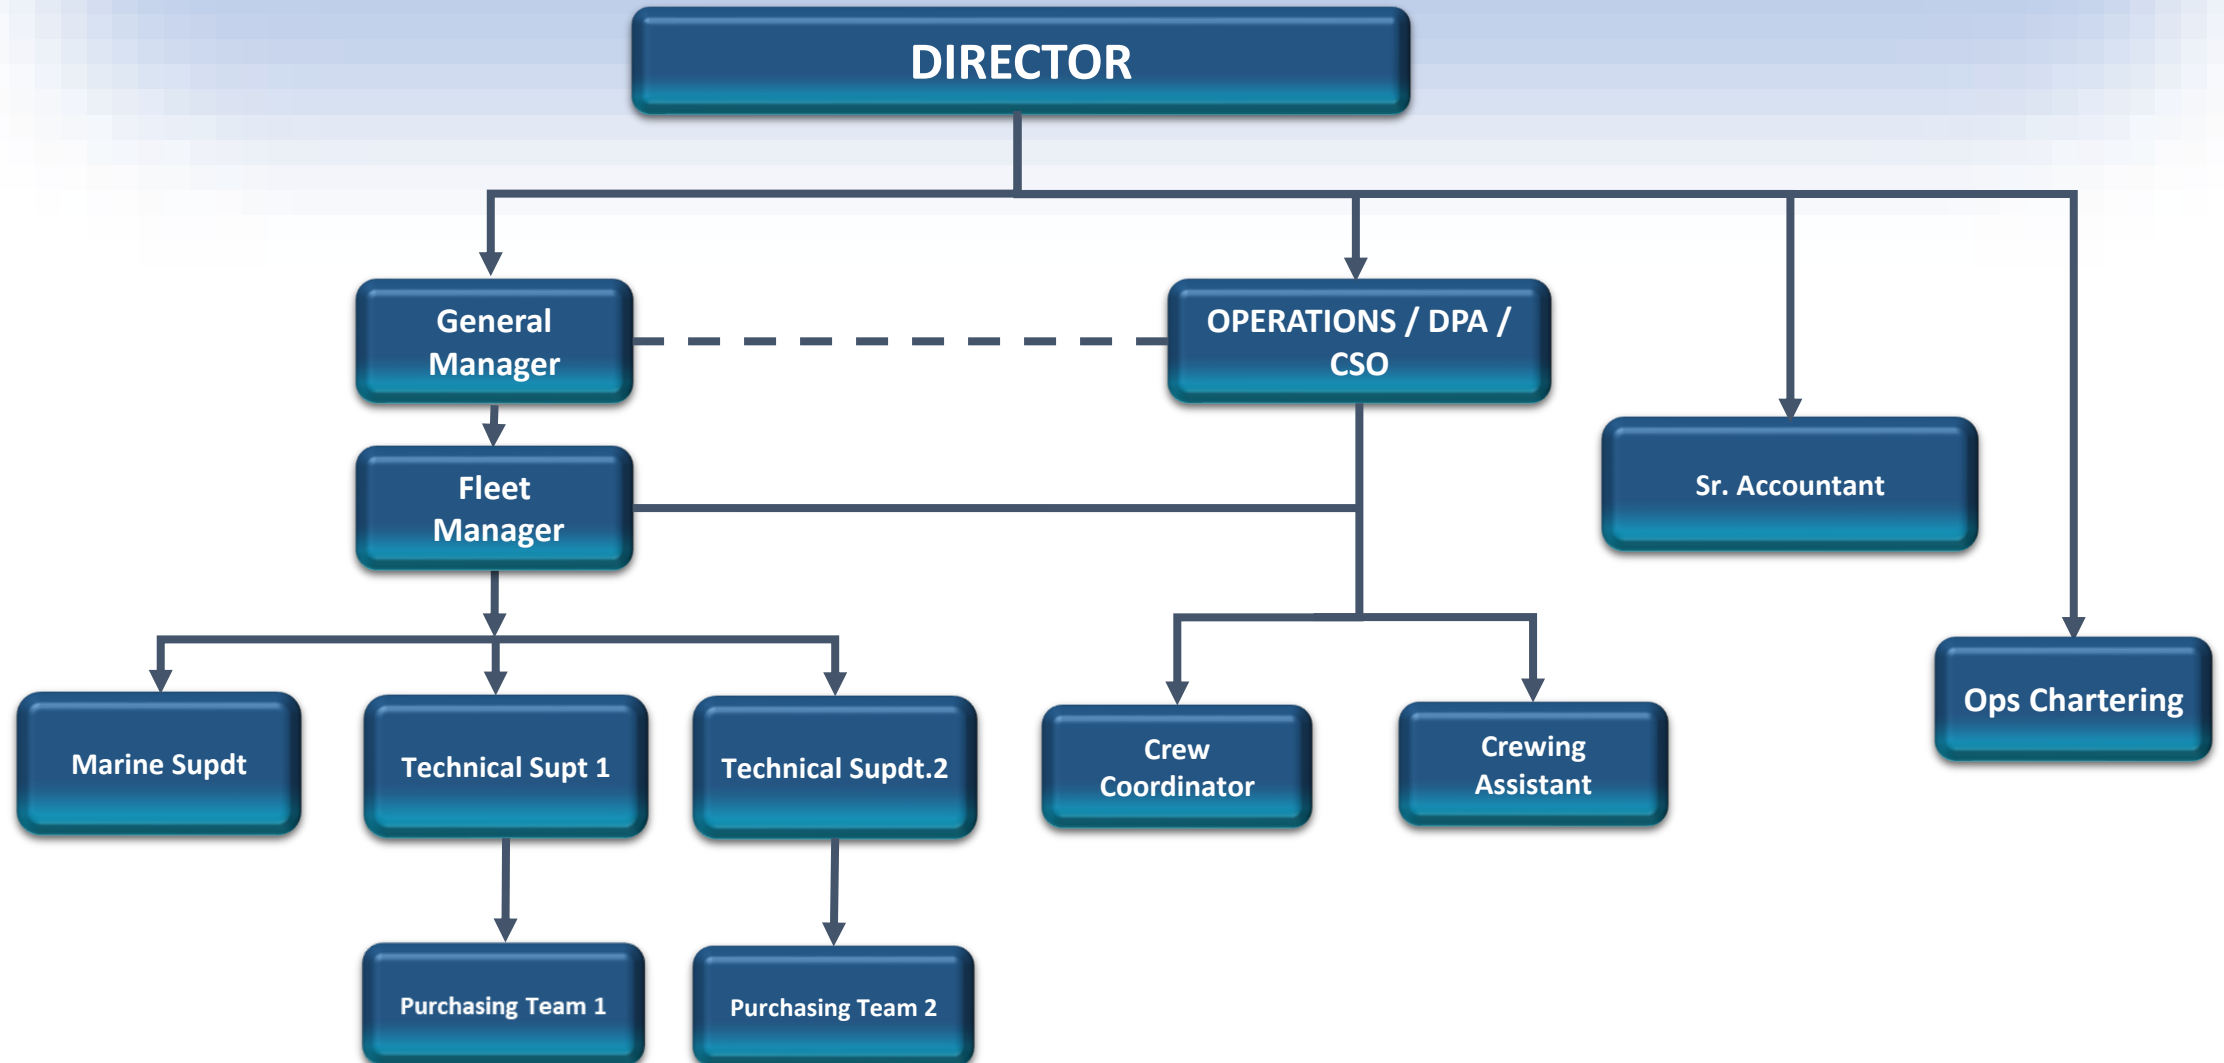 DIRECTOR
General
Manager
OPERATIONS / DPA /
CSO
Fleet
Manager
Sr. Accountant
Ops Chartering
Marine Supdt
Technical Supt 1
Technical Supdt.2
Crew
Coordinator
Crewing
Assistant
Purchasing Team 1
Purchasing Team 2